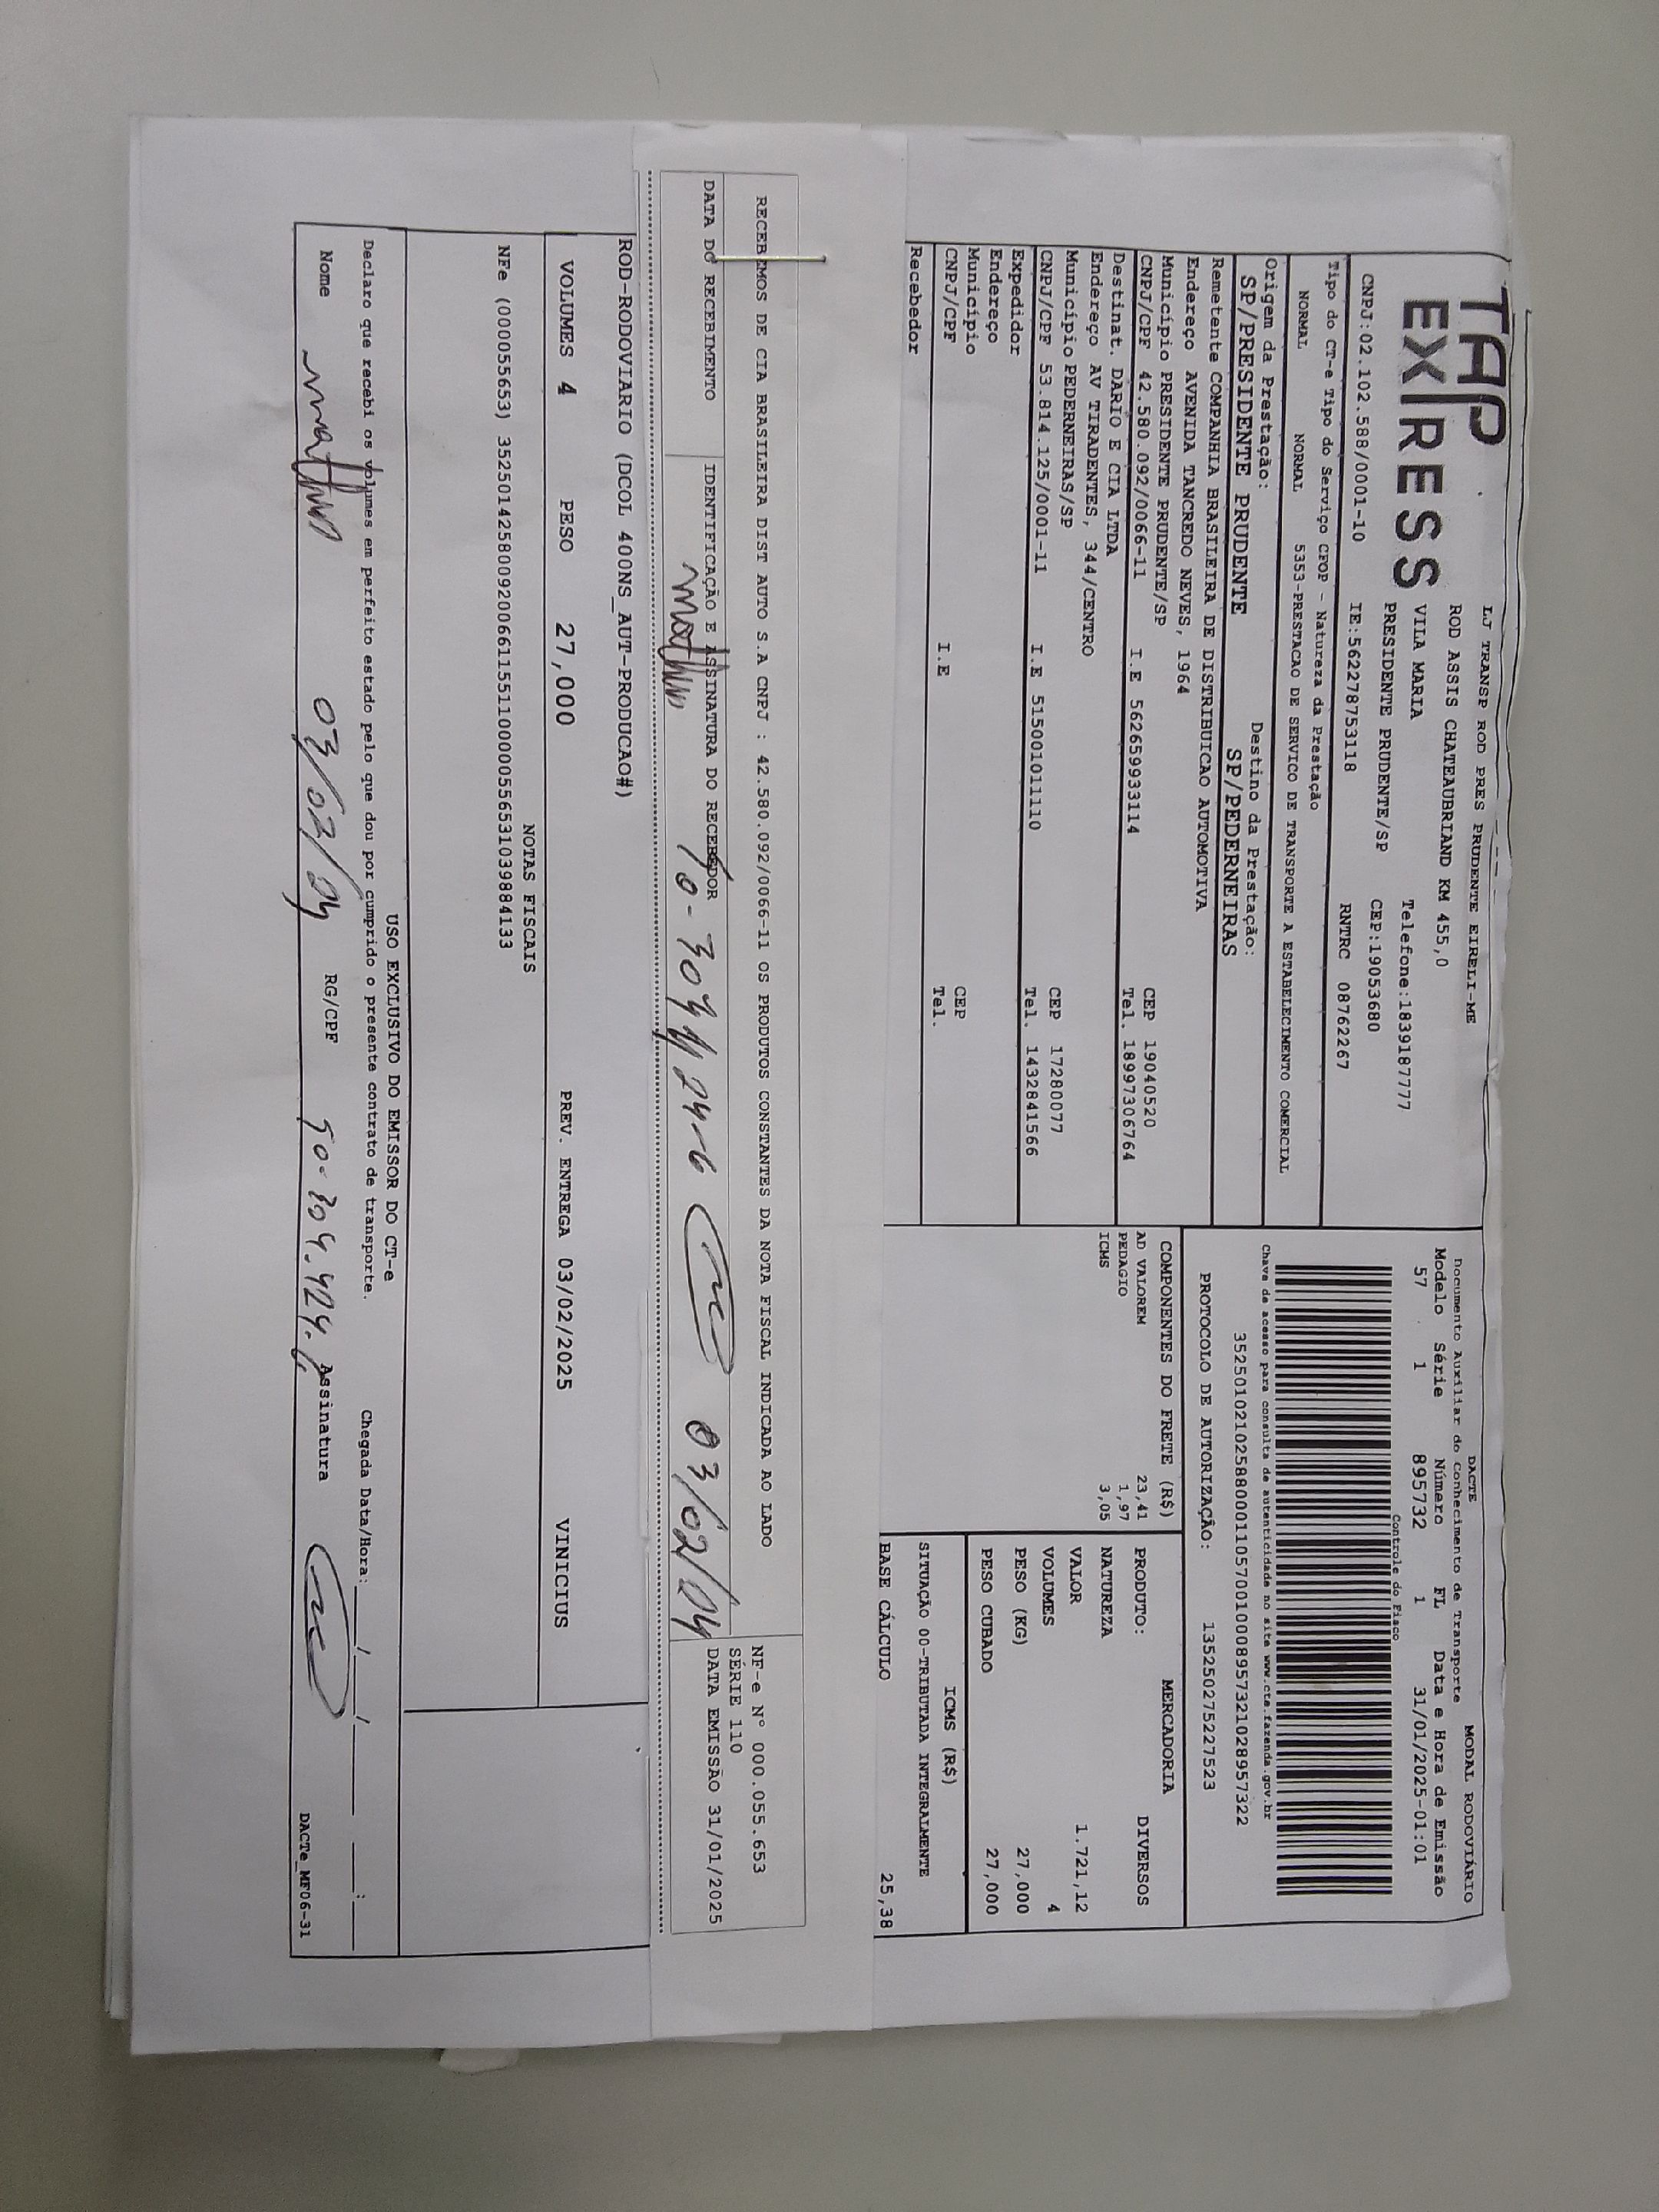 TAP
EXPRESS
LJ TRANSP ROD PRES PRUDENTE EIRELI-ME
ROD ASSIS CHATEAUBRIAND KM 455,0
VILA MARIA Telefone:1839187777
PRESIDENTE PRUDENTE/SP CEP:19053680
CNPJ:02.102.588/0001-10 IE:562278753118 RNTRC 08762267
Tipo do CT-e Tipo do Serviço CFOP - Natureza da Prestação
NORMAL NORMAL 5353-PRESTACAO DE SERVICO DE TRANSPORTE A ESTABELECIMENTO COMERCIAL
Origem da Prestação: Destino da Prestação:
SP/PRESIDENTE PRUDENTE SP/PEDERNEIRAS
Remetente COMPANHIA BRASILEIRA DE DISTRIBUICAO AUTOMOTIVA
Endereço AVENIDA TANCREDO NEVES, 1964
Município PRESIDENTE PRUDENTE/SP CEP 19040520
CNPJ/CPF 42.580.092/0066-11 I.E 562659933114 Tel. 18997306764
Destinat. DARIO E CIA LTDA
Endereço AV TIRADENTES, 344/CENTRO
Município PEDERNEIRAS/SP CEP 17280077
CNPJ/CPF 53.814.125/0001-11 I.E 515001011110 Tel. 1432841566
Expedidor
Endereço
Município CEP
CNPJ/CPF I.E Tel.
Recebedor
DACTE MODAL RODOVIÁRIO
Documento Auxiliar do Conhecimento de Transporte
Modelo Série Número FL Data e Hora de Emissão
57 1 895732 1 31/01/2025-01:01
Controle do Fisco
Chave de acesso para consulta de autenticidade no site www.cte.fazenda.gov.br
35250102102588000110570010008957321028957322
PROTOCOLO DE AUTORIZAÇÃO: 135250275227523
COMPONENTES DO FRETE (R$)
AD VALOREM 23,41
PEDAGIO 1,97
ICMS 3,05
MERCADORIA
PRODUTO: DIVERSOS
NATUREZA
VALOR 1.721,12
VOLUMES 4
PESO (KG) 27,000
PESO CUBADO 27,000
ICMS (R$)
SITUAÇÃO 00-TRIBUTADA INTEGRALMENTE
BASE CÁLCULO 25,38
RECEBEMOS DE CIA BRASILEIRA DIST AUTO S.A CNPJ : 42.580.092/0066-11 OS PRODUTOS CONSTANTES DA NOTA FISCAL INDICADA AO LADO
DATA DO RECEBIMENTO IDENTIFICAÇÃO E ASSINATURA DO RECEBEDOR
03/02/
NF-e Nº 000.055.653
SÉRIE 110
DATA EMISSÃO 31/01/2025
ROD-RODOVIARIO (DCOL 400NS_AUT-PRODUCAO#)
VOLUMES 4 PESO 27,000 PREV. ENTREGA 03/02/2025 VINICIUS
NOTAS FISCAIS
NFe (000055653) 35250142580092006611551100000556531039884133
USO EXCLUSIVO DO EMISSOR DO CT-e
Declaro que recebi os volumes em perfeito estado pelo que dou por cumprido o presente contrato de transporte. Chegada Data/Hora:___/___/______ ___:___
Nome 03/02/ RG/CPF Assinatura
DACTe_MF06-31